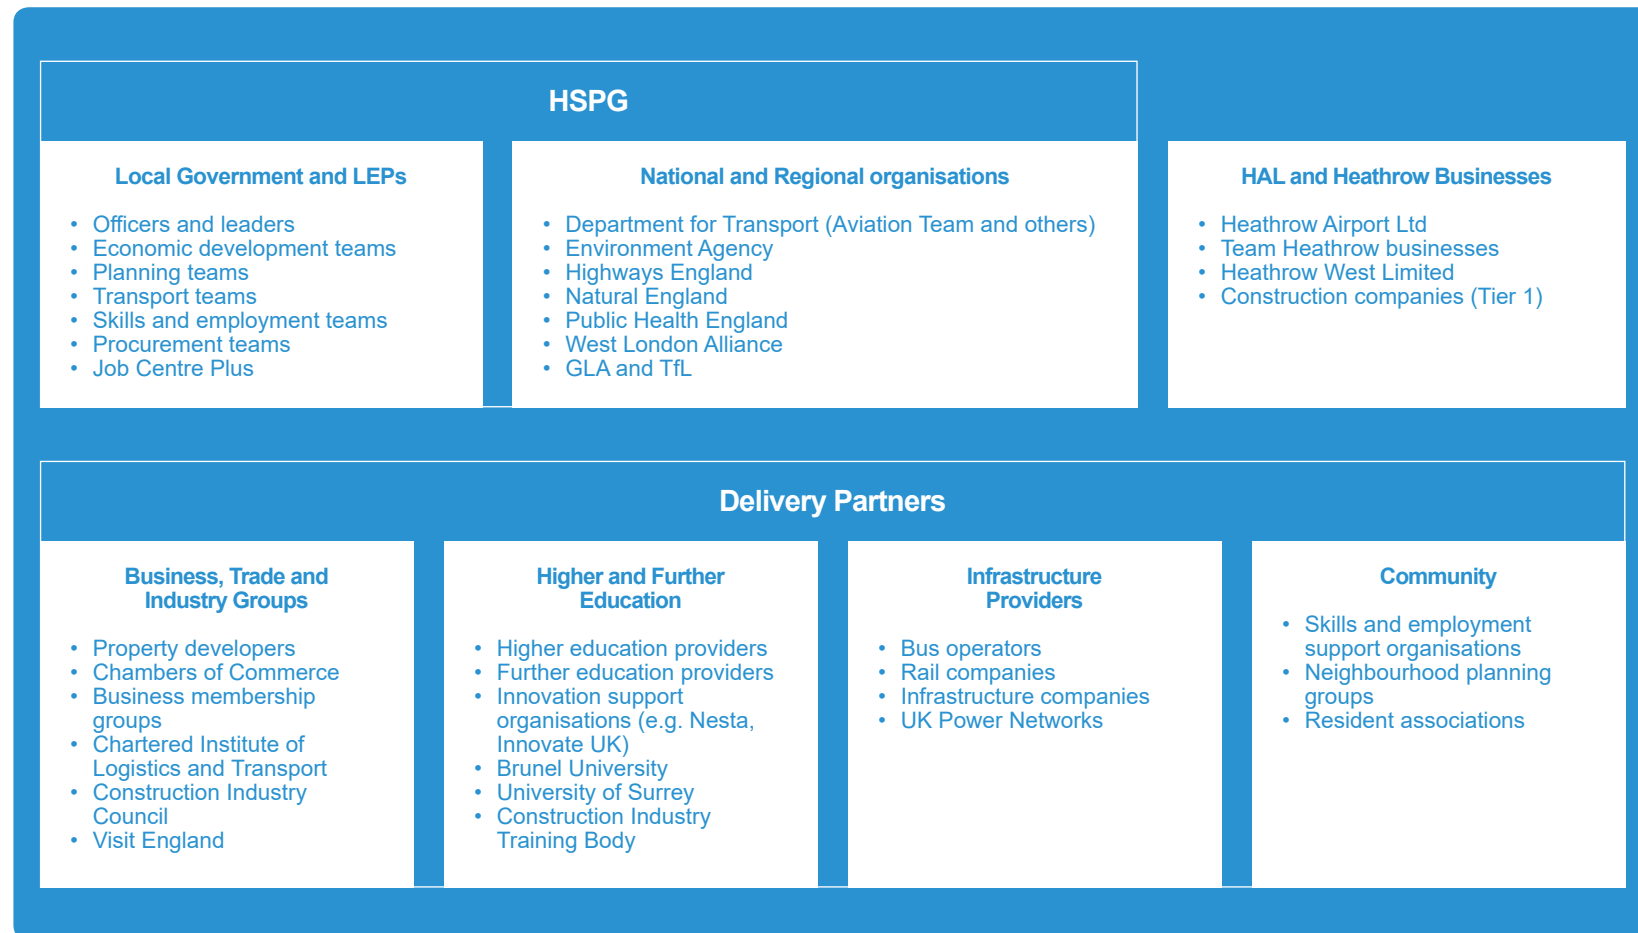 HSPG
Local Government and LEPs
• Officers and leaders
• Economic development teams
• Planning teams
• Transport teams
• Skills and employment teams
• Procurement teams
• Job Centre Plus
National and Regional organisations
• Department for Transport (Aviation Team and others)
• Environment Agency
• Highways England
• Natural England
• Public Health England
• West London Alliance
• GLA and TfL
HAL and Heathrow Businesses
• Heathrow Airport Ltd
• Team Heathrow businesses
• Heathrow West Limited
• Construction companies (Tier 1)
Delivery Partners
Business, Trade and
Industry Groups
• Property developers
• Chambers of Commerce
• Business membership
groups
• Chartered Institute of
Logistics and Transport
• Construction Industry
Council
• Visit England
Higher and Further
Education
• Higher education providers
• Further education providers
• Innovation support
organisations (e.g. Nesta,
Innovate UK)
• Brunel University
• University of Surrey
• Construction Industry
Training Body
Infrastructure
Providers
• Bus operators
• Rail companies
• Infrastructure companies
• UK Power Networks
Community
• Skills and employment
support organisations
• Neighbourhood planning
groups
• Resident associations